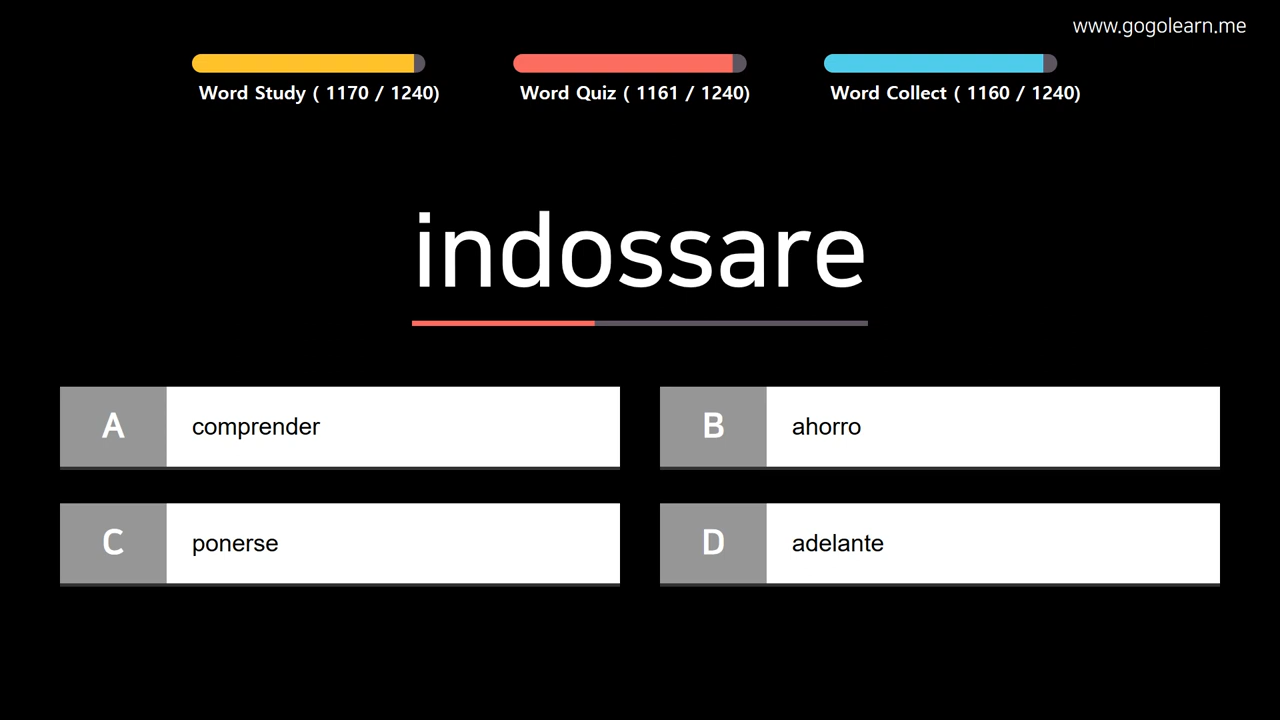 www.gogolearn.me
Word Study ( 1170 / 1240)
Word Quiz ( 1161 / 1240)
Word Collect ( 1160 / 1240)
indossare
A comprender
B ahorro
C ponerse
D adelante